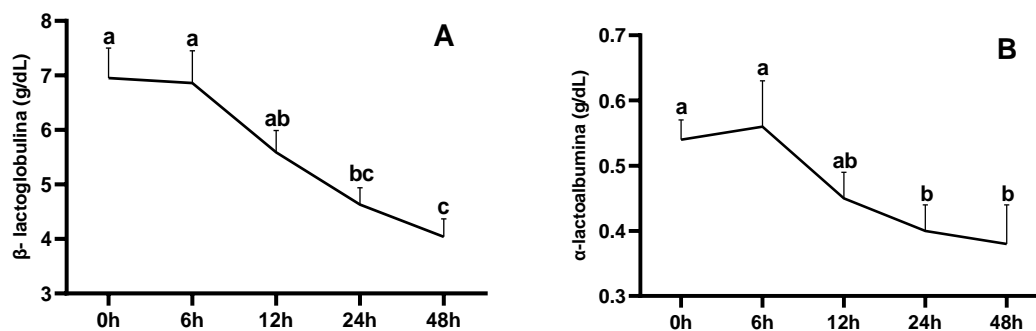 A
β- lactoglobulina (g/dL)
8
7
6
5
4
3
a
a
ab
bc
c
0h 6h 12h 24h 48h
B
α-lactoalbumina (g/dL)
0.7
0.6
0.5
0.4
0.3
a
a
ab
b
b
0h 6h 12h 24h 48h